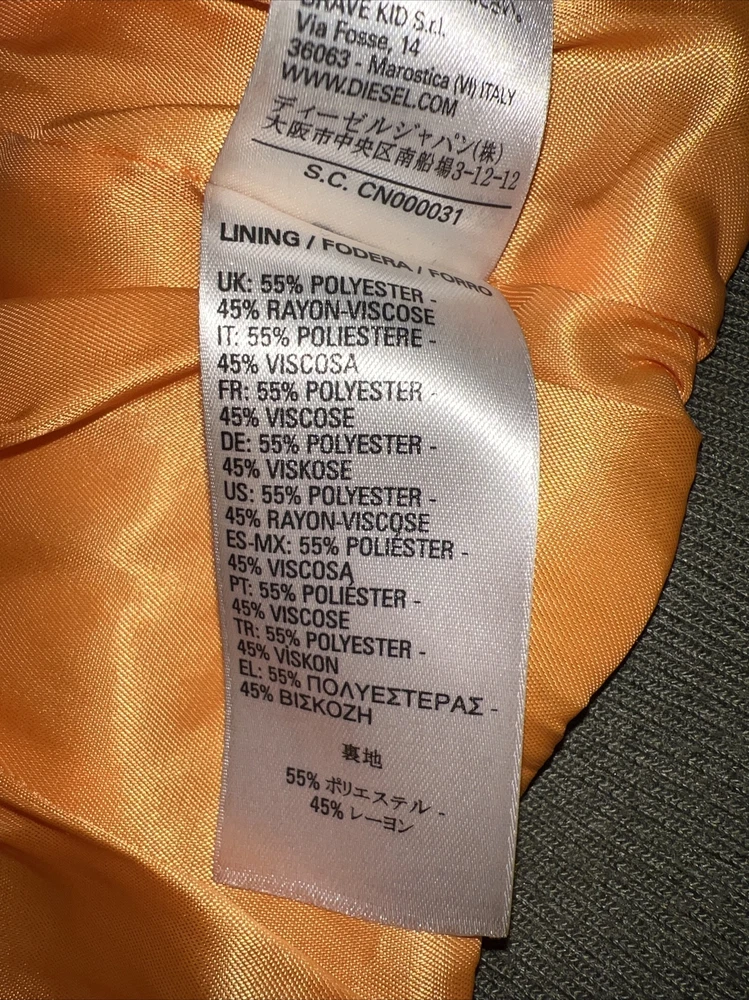 BRAVE KID S.r.l.
Via Fosse, 14
36063 - Marostica (VI) ITALY
WWW.DIESEL.COM
ディーゼルジャパン(株)
大阪市中央区南船場3-12-12
S.C. CN000031
LINING / FODERA / FORRO
UK: 55% POLYESTER -
45% RAYON-VISCOSE
IT: 55% POLIESTERE -
45% VISCOSA
FR: 55% POLYESTER -
45% VISCOSE
DE: 55% POLYESTER -
45% VISKOSE
US: 55% POLYESTER -
45% RAYON-VISCOSE
ES-MX: 55% POLIÉSTER -
45% VISCOSA
PT: 55% POLIÉSTER -
45% VISCOSE
TR: 55% POLYESTER -
45% VİSKON
EL: 55% ΠΟΛΥΕΣΤΕΡΑΣ -
45% ΒΙΣΚΟΖΗ
裏地
55% ポリエステル -
45% レーヨン